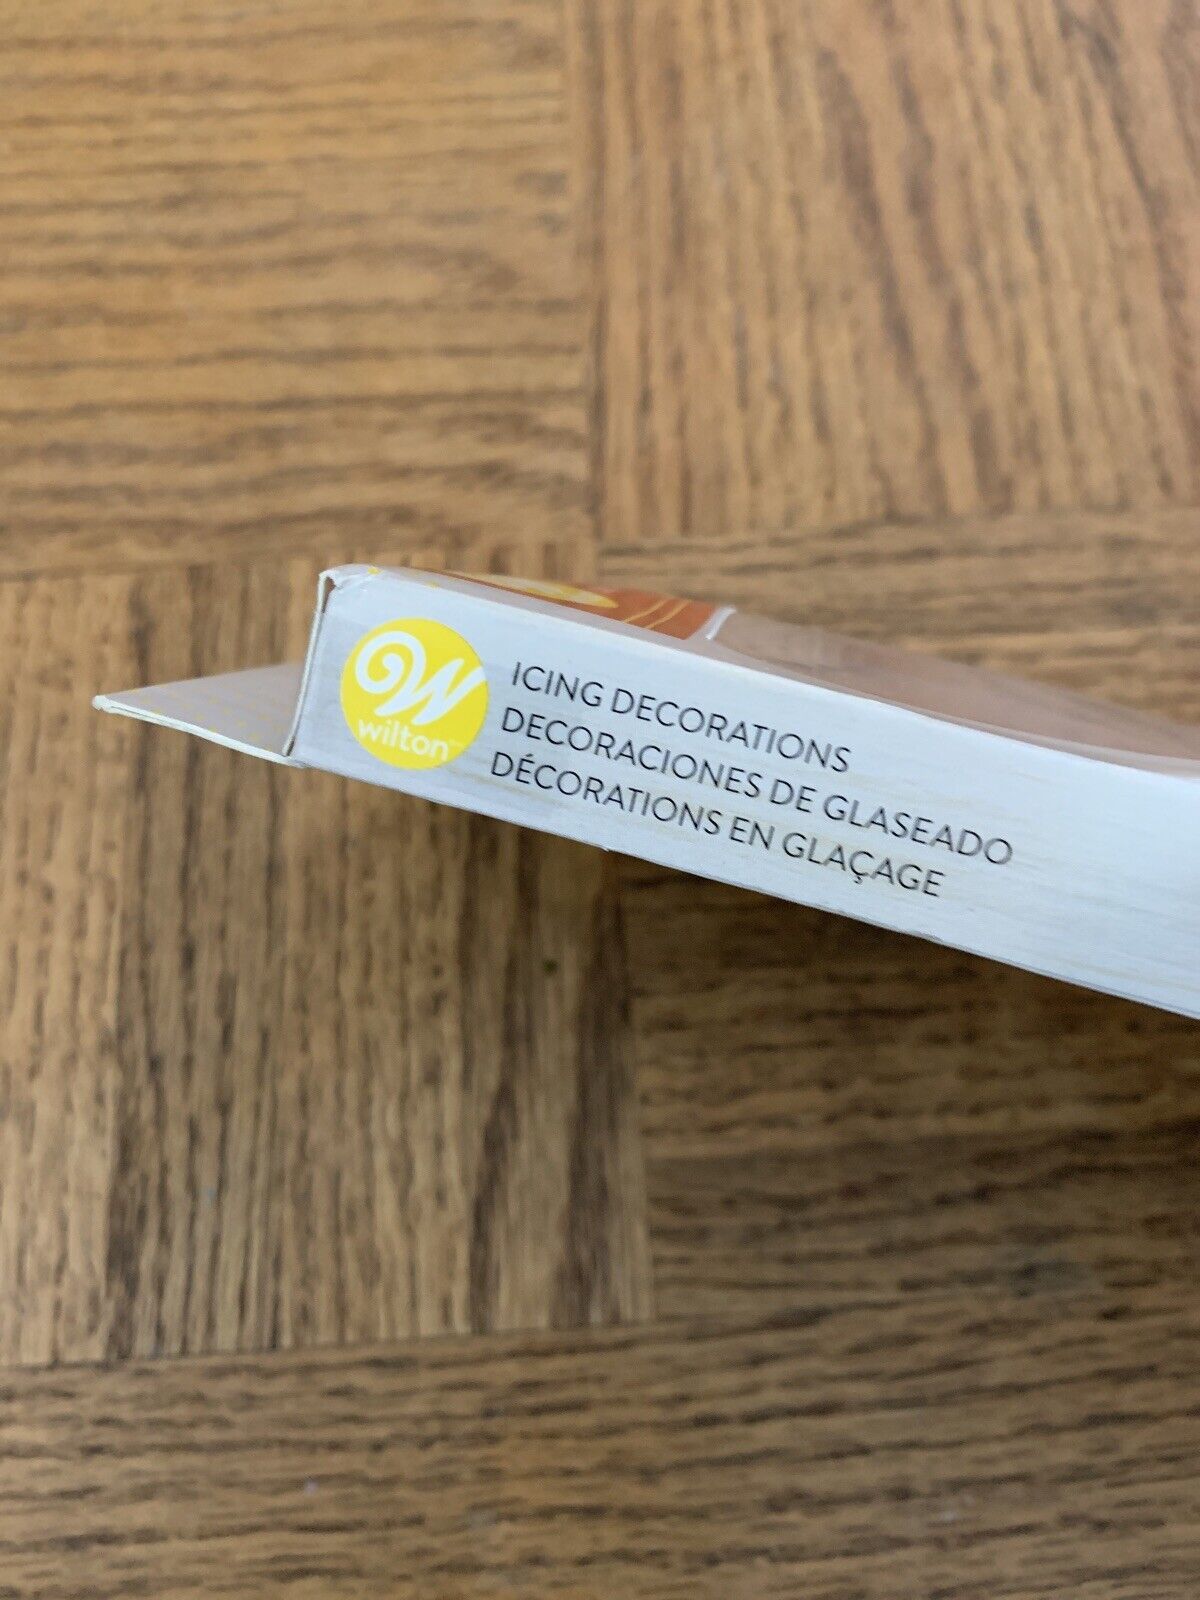 wilton
ICING DECORATIONS
DECORACIONES DE GLASEADO
DÉCORATIONS EN GLAÇAGE